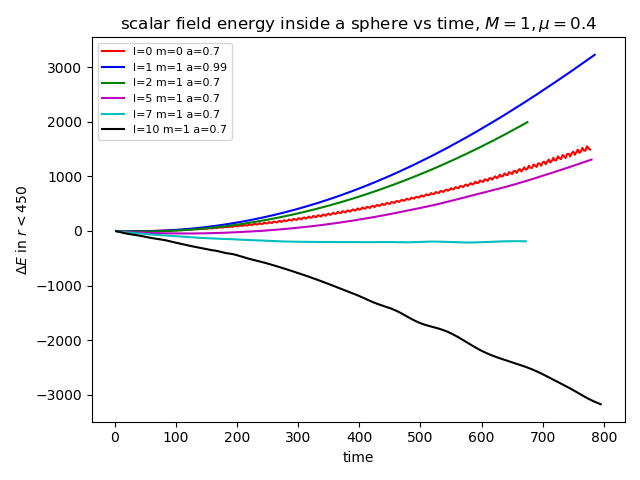 scalar field energy inside a sphere vs time, M = 1, μ = 0.4
l=0 m=0 a=0.7
l=1 m=1 a=0.99
l=2 m=1 a=0.7
l=5 m=1 a=0.7
l=7 m=1 a=0.7
l=10 m=1 a=0.7
ΔE in r < 450
3000
2000
1000
0
−1000
−2000
−3000
0 100 200 300 400 500 600 700 800
time